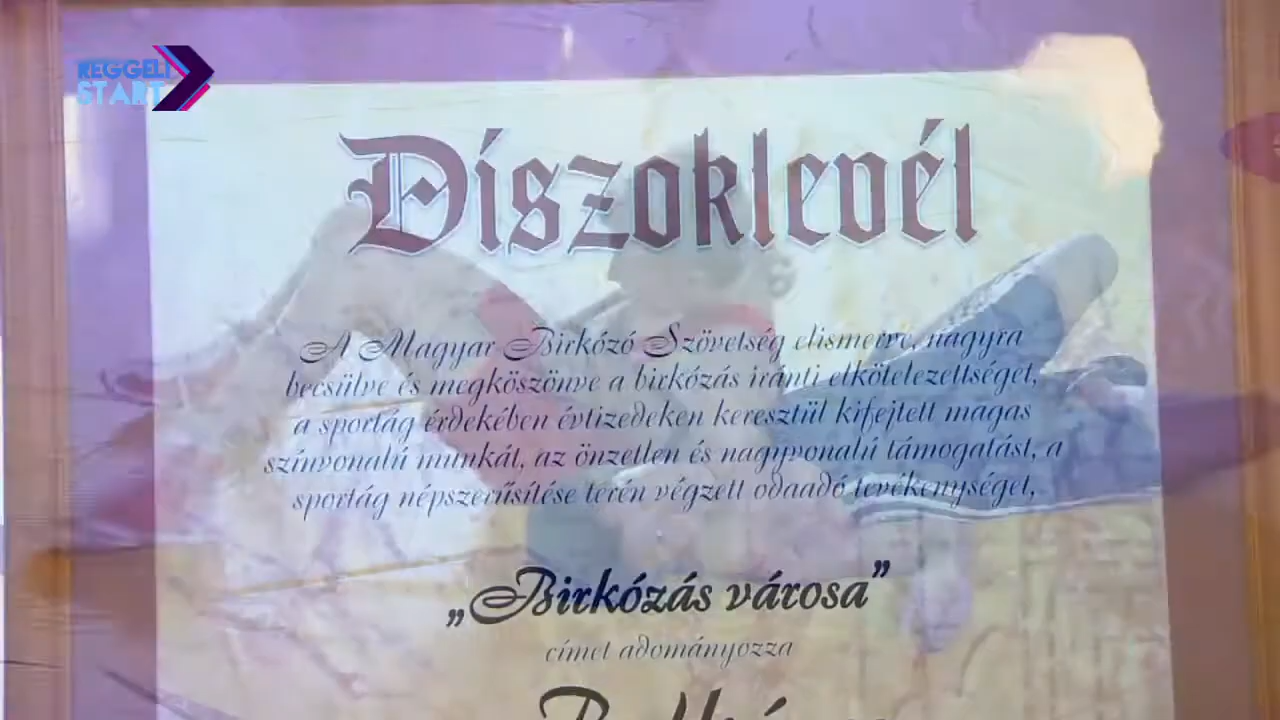 REGGELI
START
Díszoklevél
A Magyar Birkózó Szövetség elismerve, nagyra
becsülve és megköszönve a birkózás iránti elkötelezettséget,
a sportág érdekében évtizedeken keresztül kifejtett magas
színvonalú munkát, az önzetlen és nagyvonalú támogatást, a
sportág népszerűsítése terén végzett odaadó tevékenységet,
„Birkózás városa”
címet adományozza